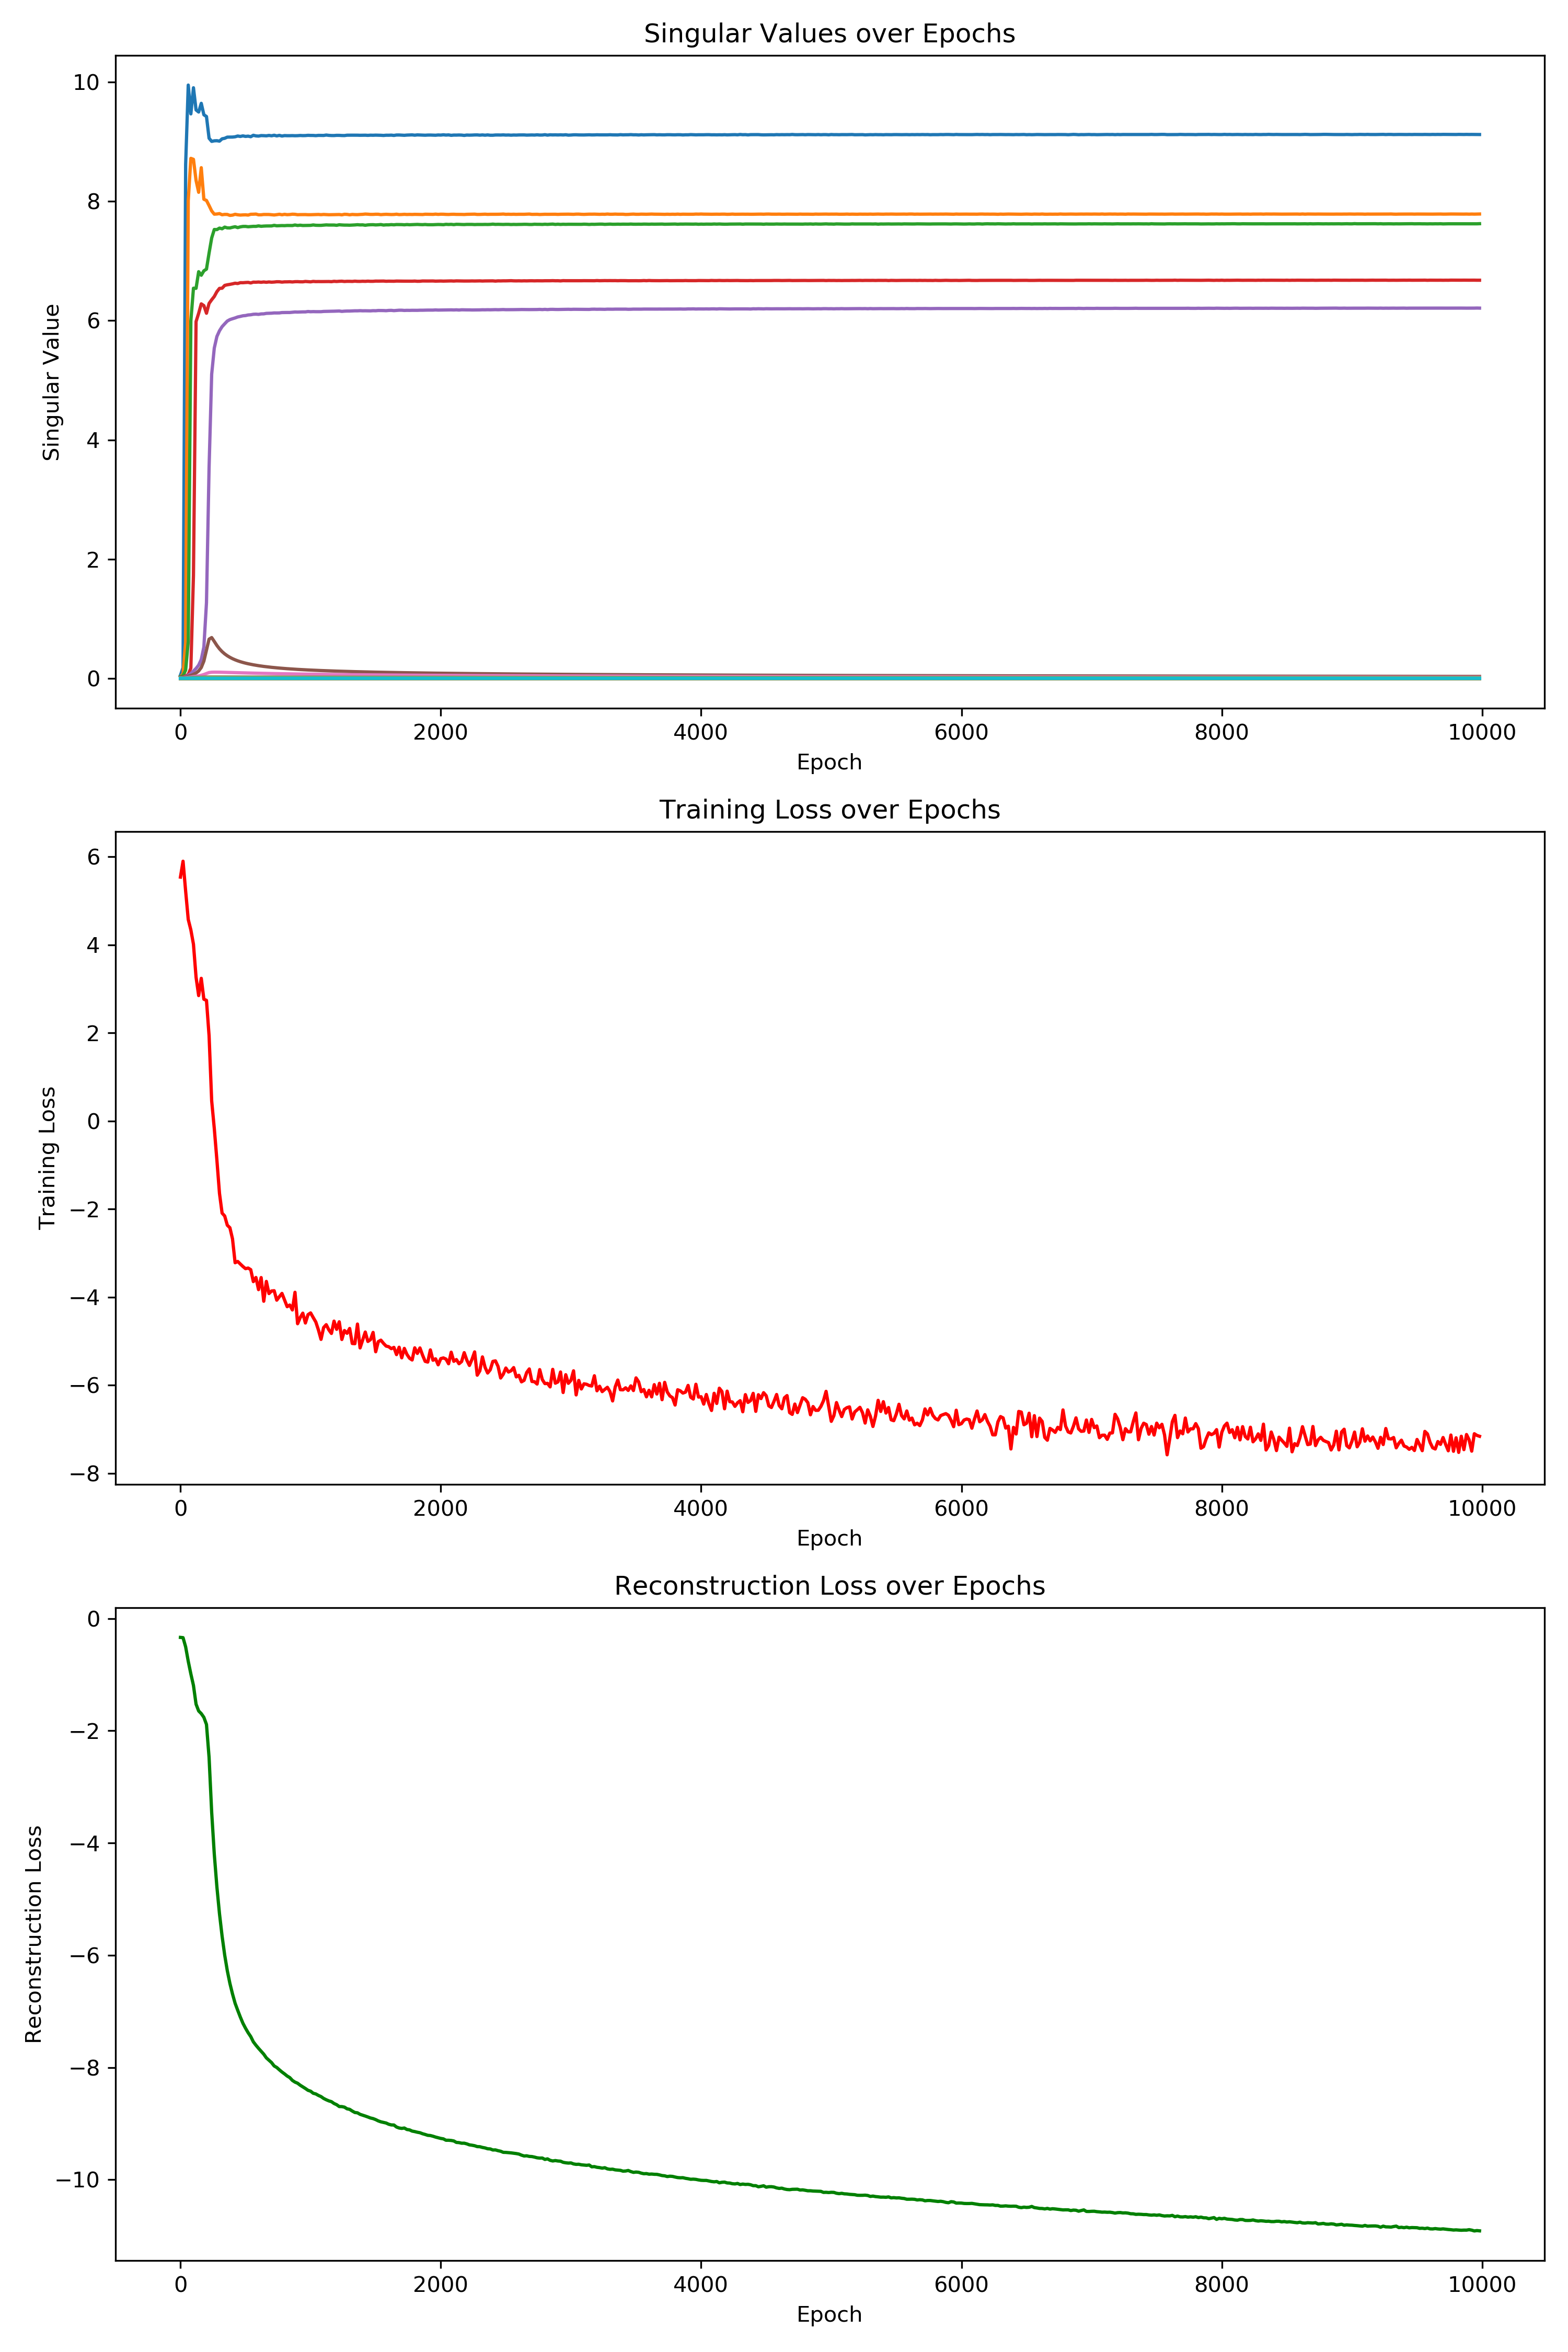 Singular Values over Epochs
10
8
6
4
2
0
Singular Value
0 2000 4000 6000 8000 10000
Epoch
Training Loss over Epochs
6
4
2
0
−2
−4
−6
−8
Training Loss
0 2000 4000 6000 8000 10000
Epoch
Reconstruction Loss over Epochs
0
−2
−4
−6
−8
−10
Reconstruction Loss
0 2000 4000 6000 8000 10000
Epoch